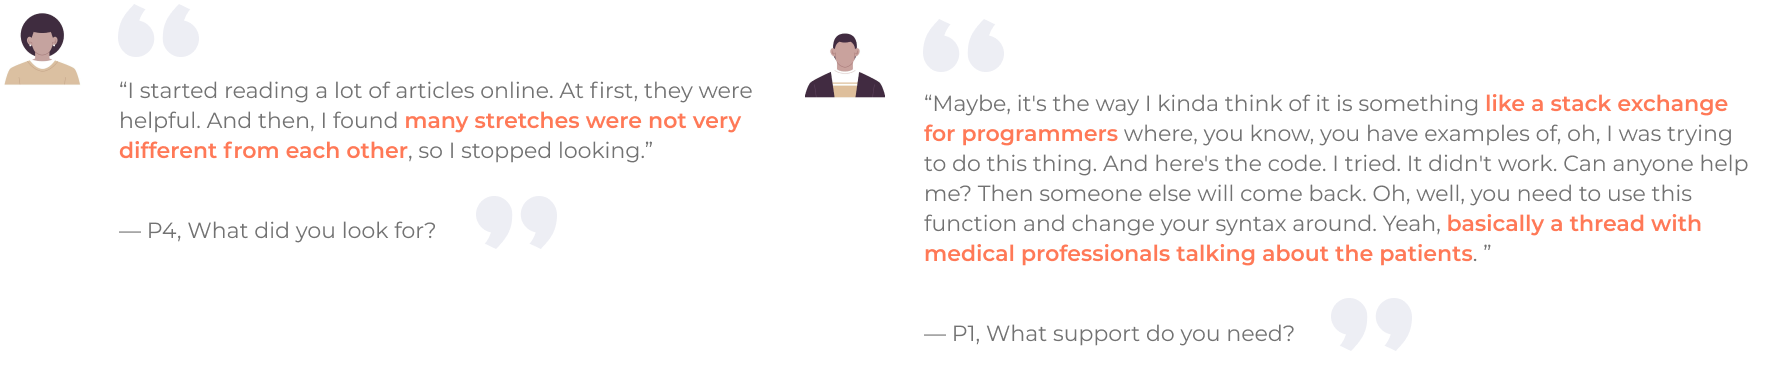 “I started reading a lot of articles online. At first, they were
helpful. And then, I found many stretches were not very
different from each other, so I stopped looking.”
— P4, What did you look for?
“Maybe, it's the way I kinda think of it is something like a stack exchange
for programmers where, you know, you have examples of, oh, I was trying
to do this thing. And here's the code. I tried. It didn't work. Can anyone help
me? Then someone else will come back. Oh, well, you need to use this
function and change your syntax around. Yeah, basically a thread with
medical professionals talking about the patients. ”
— P1, What support do you need?